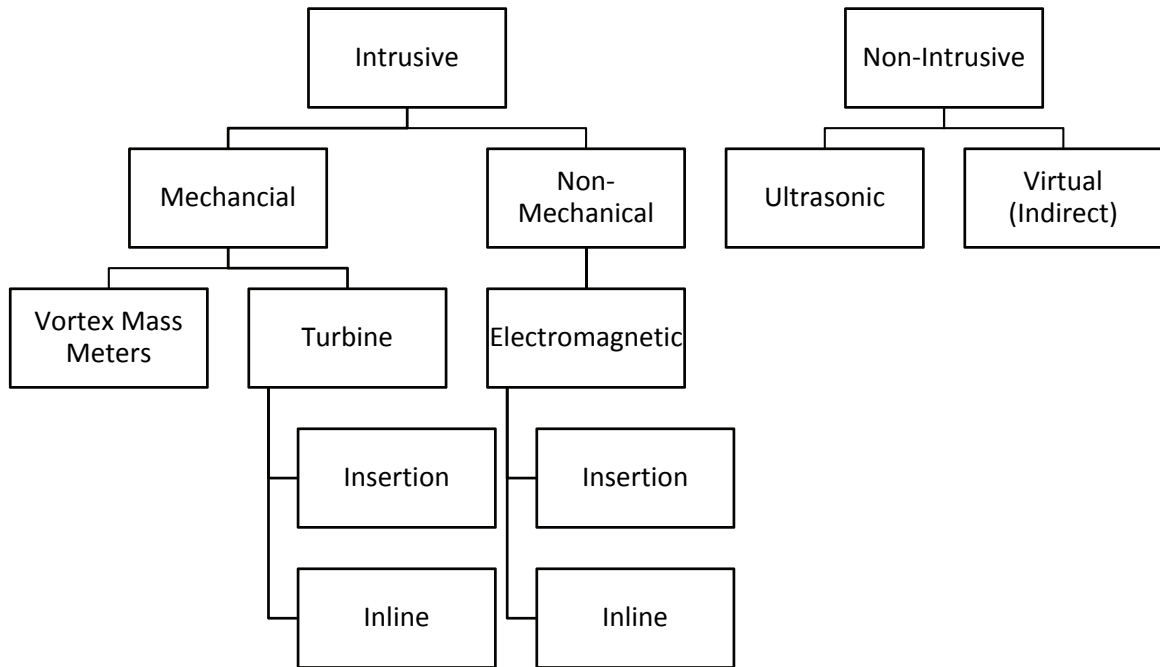 Intrusive
Non-Intrusive
Mechancial
Non-
Mechanical
Ultrasonic
Virtual
(Indirect)
Vortex Mass
Meters
Turbine
Electromagnetic
Insertion
Insertion
Inline
Inline